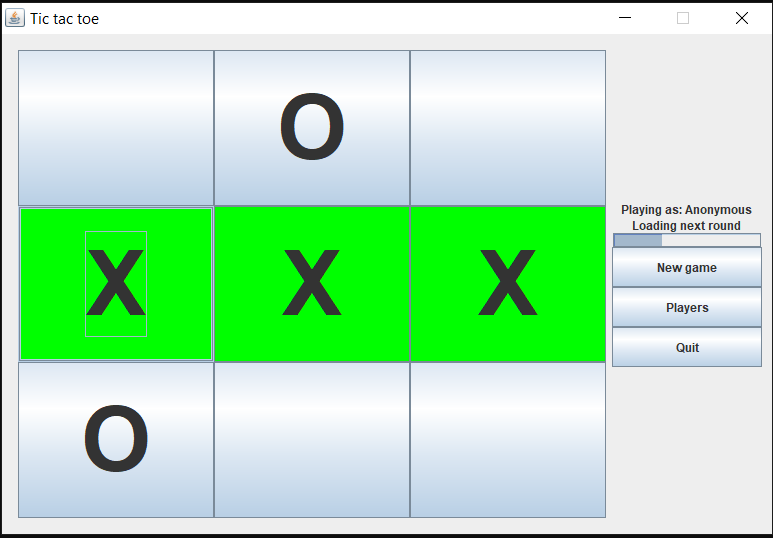 Tic tac toe
O
X X X
O
Playing as: Anonymous
Loading next round
New game
Players
Quit